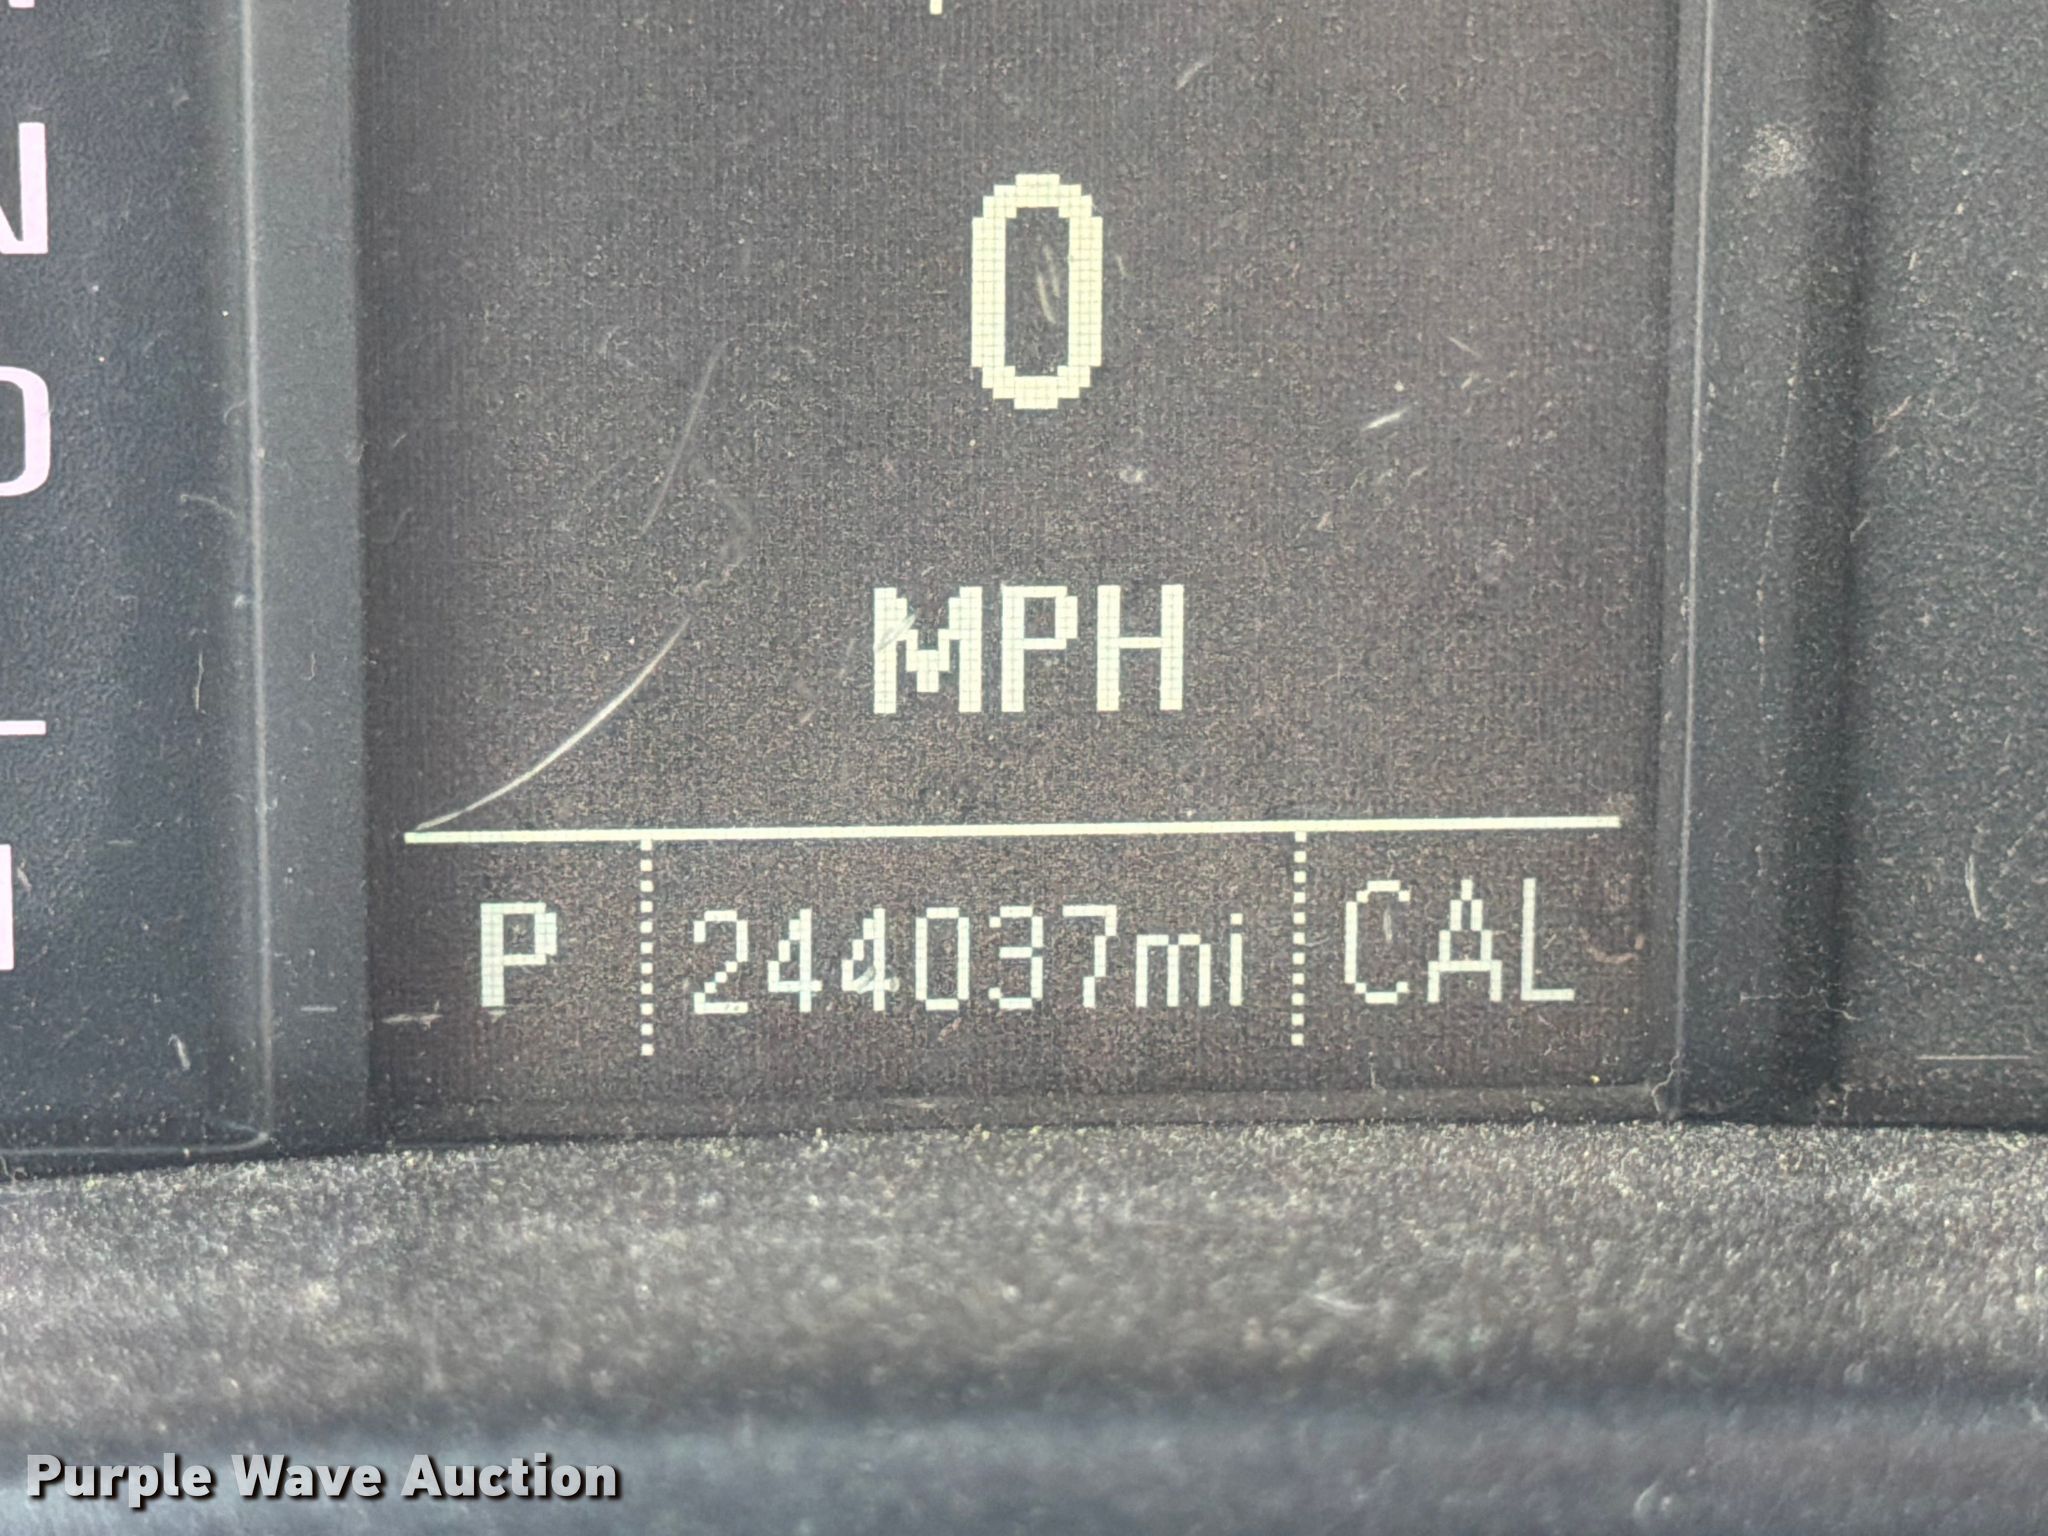 N
0
MPH
P 244037mi CAL
Purple Wave Auction